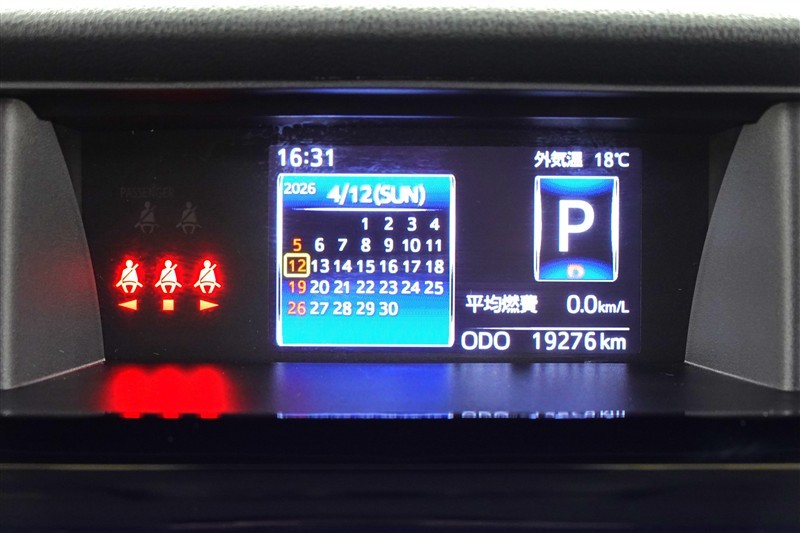 16:31
外気温 18℃
2026
4/12(SUN)
1 2 3 4
5 6 7 8 9 10 11
12 13 14 15 16 17 18
19 20 21 22 23 24 25
26 27 28 29 30
P
D
平均燃費 0.0km/L
ODO 19276km
PASSENGER